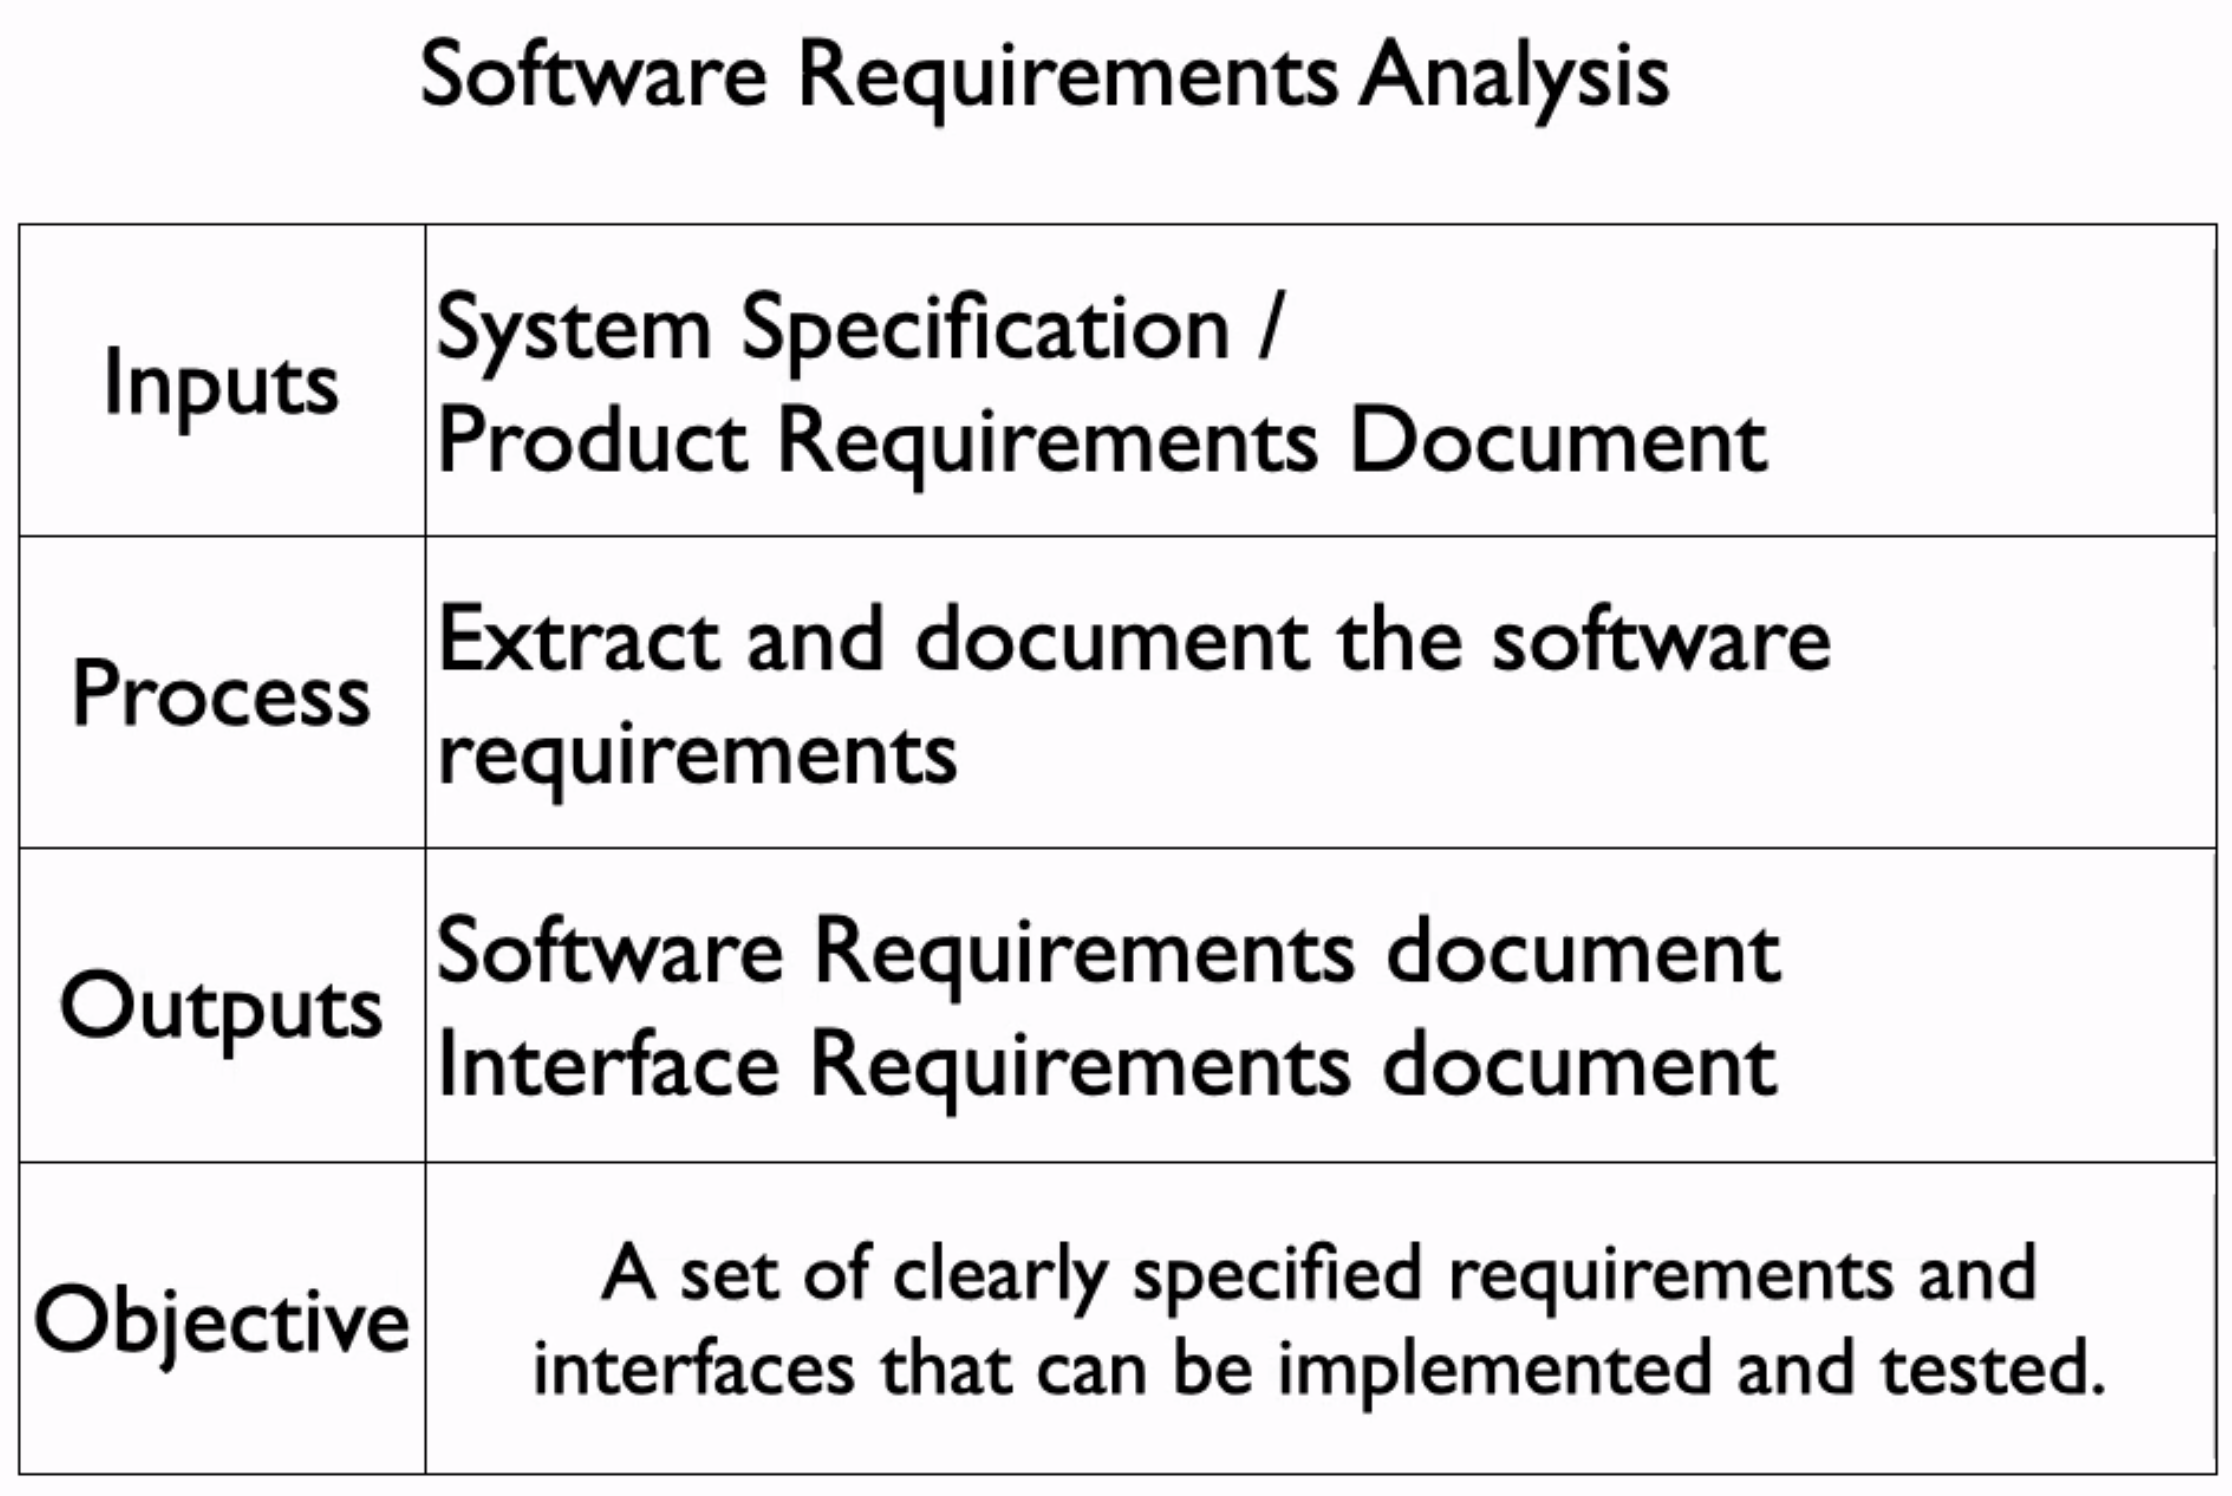 Software Requirements Analysis
Inputs
System Specification /
Product Requirements Document
Process
Extract and document the software
requirements
Outputs
Software Requirements document
Interface Requirements document
Objective
A set of clearly specified requirements and
interfaces that can be implemented and tested.